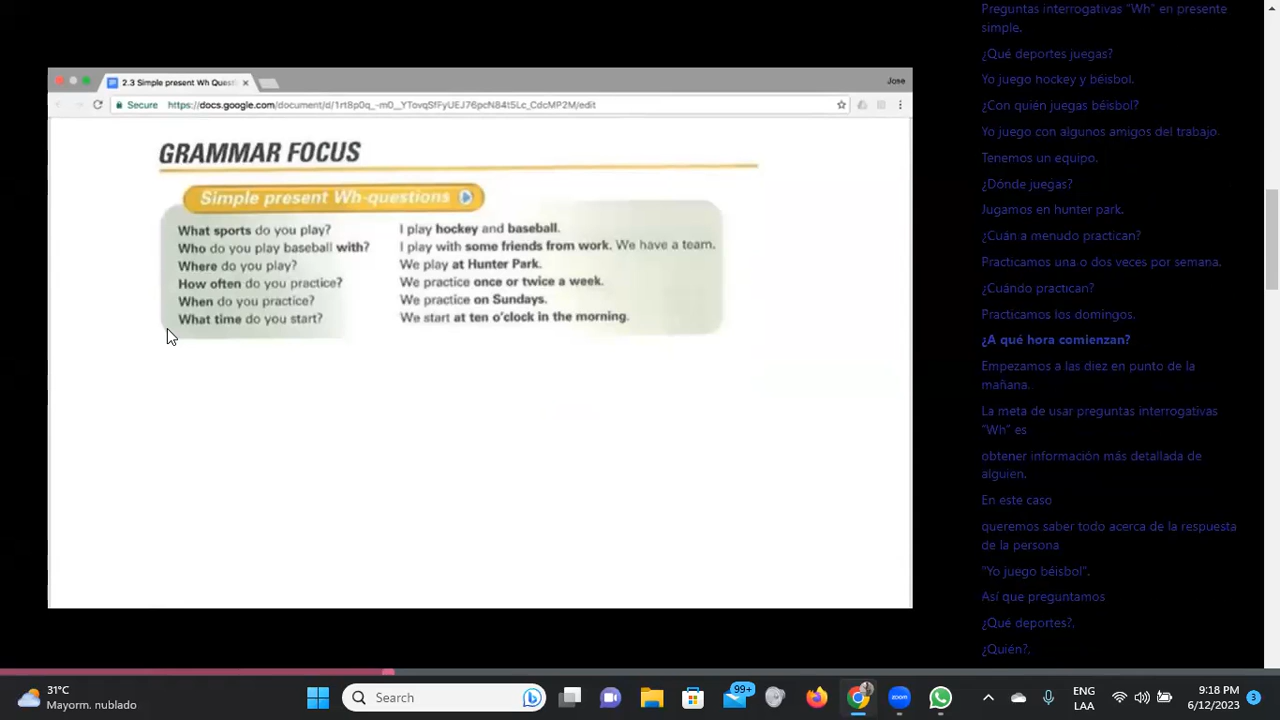 Preguntas interrogativas "Wh" en presente
simple.
¿Qué deportes juegas?
Yo juego hockey y béisbol.
¿Con quién juegas béisbol?
Yo juego con algunos amigos del trabajo.
Tenemos un equipo.
¿Dónde juegas?
Jugamos en hunter park.
¿Cuán a menudo practican?
Practicamos una o dos veces por semana.
¿Cuándo practican?
Practicamos los domingos.
¿A qué hora comienzan?
Empezamos a las diez en punto de la
mañana.
La meta de usar preguntas interrogativas
"Wh" es
obtener información más detallada de
alguien.
En este caso
queremos saber todo acerca de la respuesta
de la persona
"Yo juego béisbol".
Así que preguntamos
¿Qué deportes?,
¿Quién?,
2.3 Simple present Wh Quest
Jose
Secure
GRAMMAR FOCUS
Simple present Wh-questions
What sports do you play? I play hockey and baseball.
Who do you play baseball with? I play with some friends from work. We have a team.
Where do you play? We play at Hunter Park.
How often do you practice? We practice once or twice a week.
When do you practice? We practice on Sundays.
What time do you start? We start at ten o'clock in the morning.
31°C
Mayorm. nublado
Search
99+
zoom
ENG
LAA
9:18 PM
6/12/2023
3